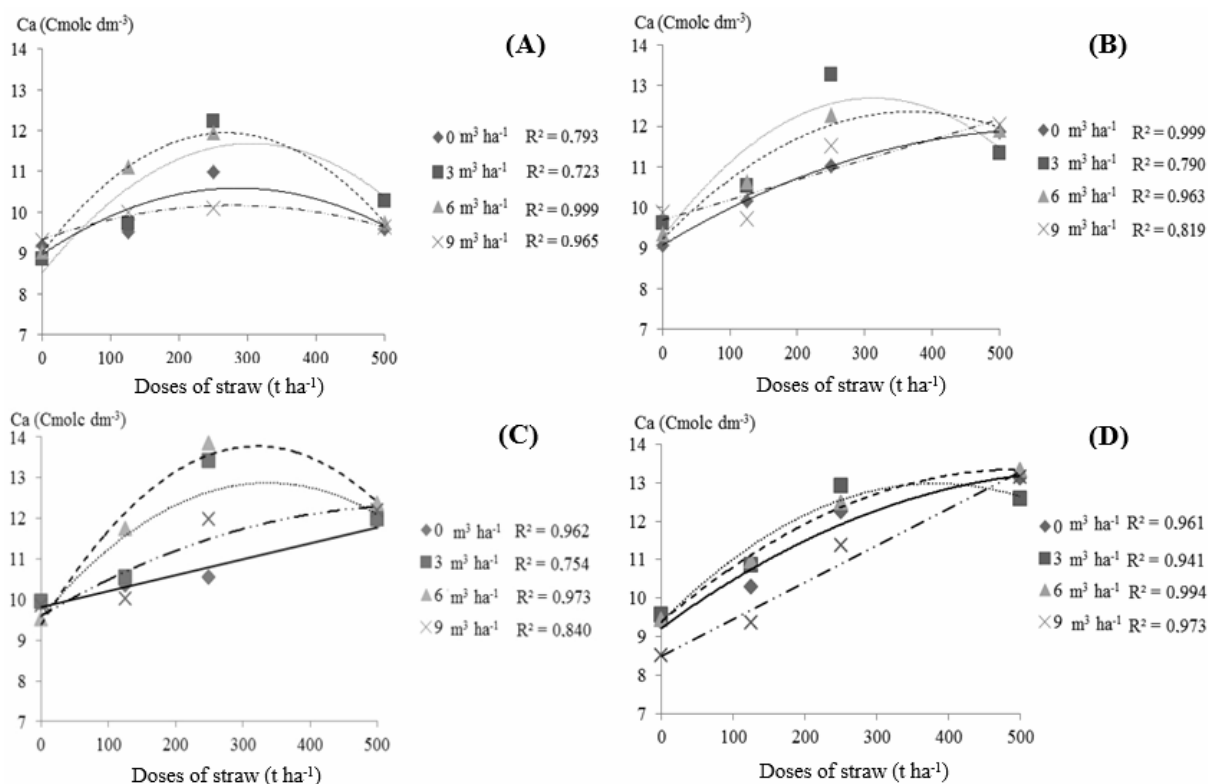 Ca (Cmolc dm⁻³)
(A)
14
13
12
11
10
9
8
7
0 100 200 300 400 500
Doses of straw (t ha⁻¹)
0 m³ ha⁻¹ R² = 0.793
3 m³ ha⁻¹ R² = 0.723
6 m³ ha⁻¹ R² = 0.999
9 m³ ha⁻¹ R² = 0.965
Ca (Cmolc dm⁻³)
(B)
14
13
12
11
10
9
8
7
0 100 200 300 400 500
Doses of straw (t ha⁻¹)
0 m³ ha⁻¹ R² = 0.999
3 m³ ha⁻¹ R² = 0.790
6 m³ ha⁻¹ R² = 0.963
9 m³ ha⁻¹ R² = 0.819
Ca (Cmolc dm⁻³)
(C)
14
13
12
11
10
9
8
7
0 100 200 300 400 500
Doses of straw (t ha⁻¹)
0 m³ ha⁻¹ R² = 0.962
3 m³ ha⁻¹ R² = 0.754
6 m³ ha⁻¹ R² = 0.973
9 m³ ha⁻¹ R² = 0.840
Ca (Cmolc dm⁻³)
(D)
14
13
12
11
10
9
8
7
0 100 200 300 400 500
Doses of straw (t ha⁻¹)
0 m³ ha⁻¹ R² = 0.961
3 m³ ha⁻¹ R² = 0.941
6 m³ ha⁻¹ R² = 0.994
9 m³ ha⁻¹ R² = 0.973